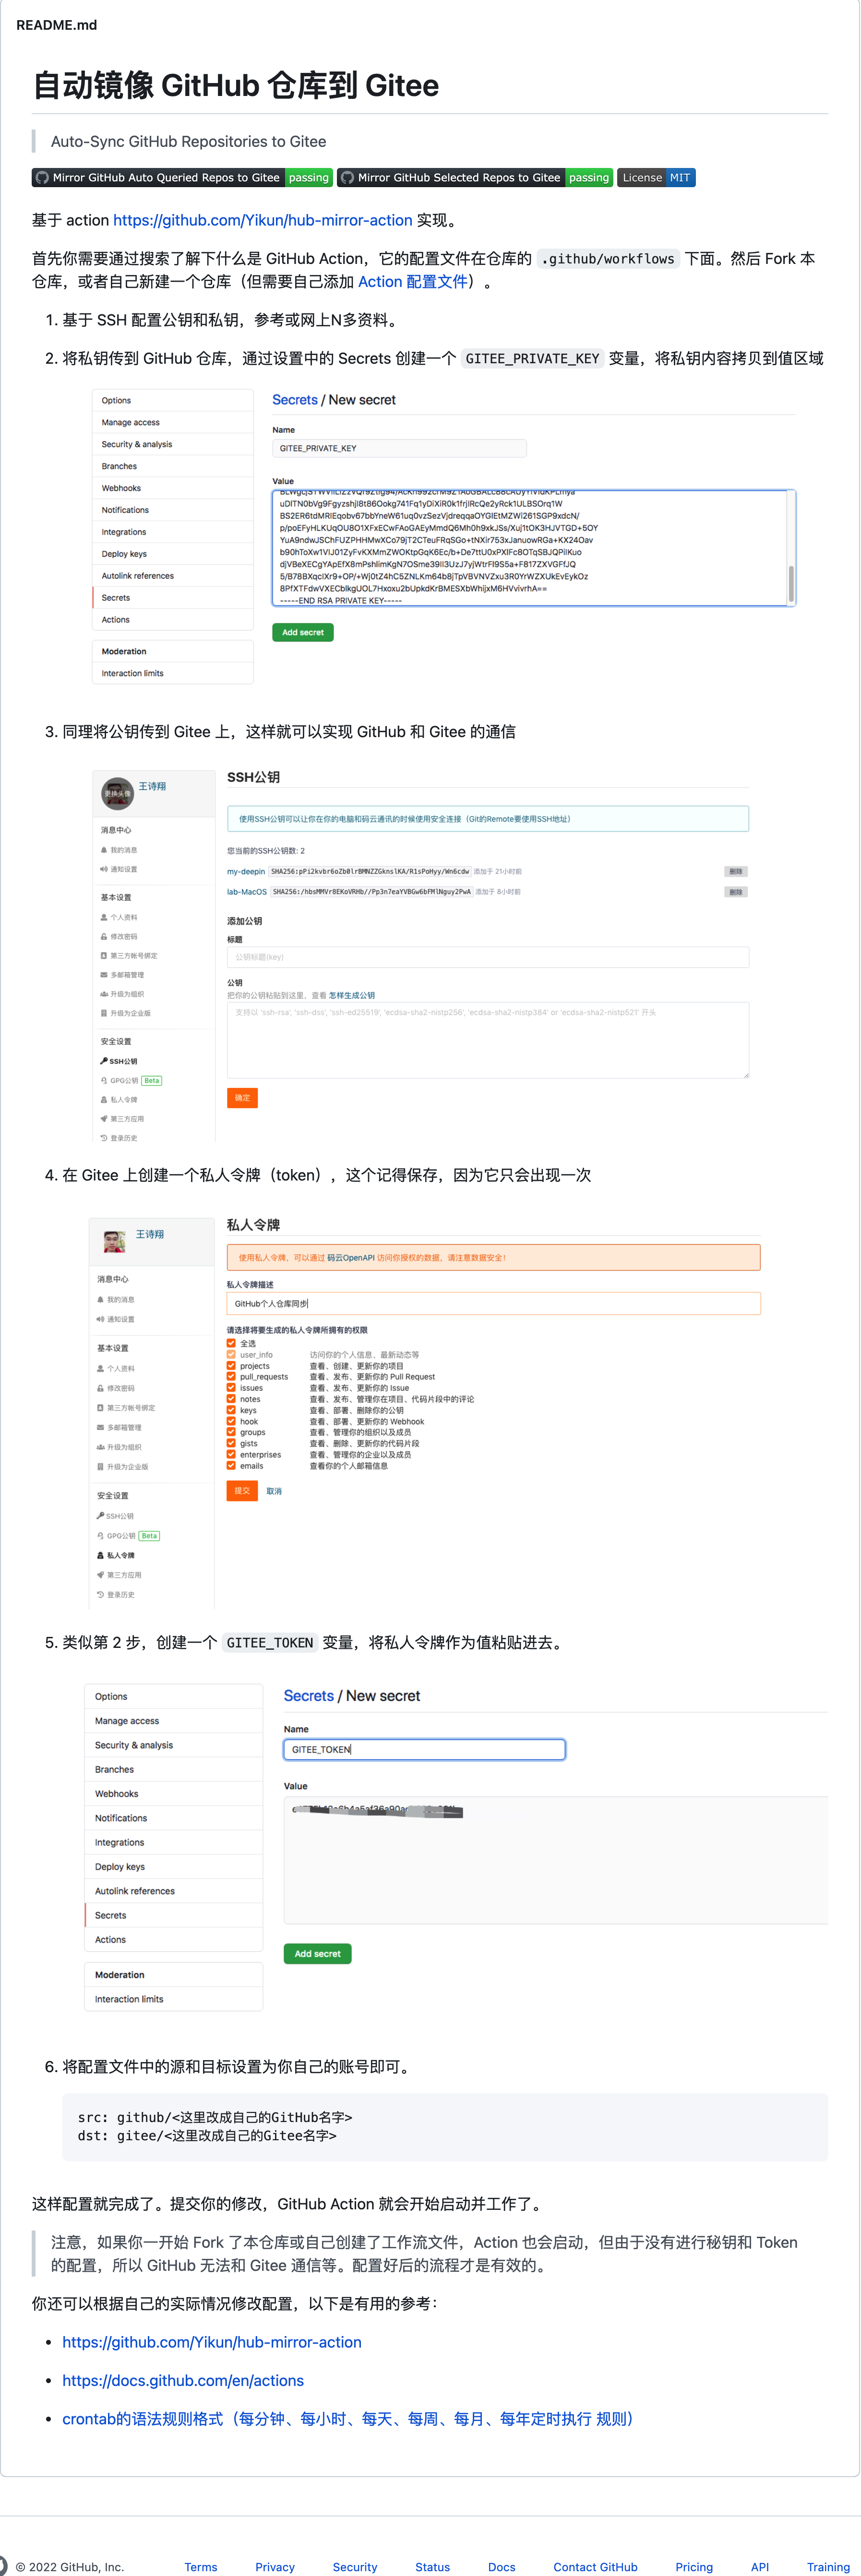 README.md
自动镜像 GitHub 仓库到 Gitee
Auto-Sync GitHub Repositories to Gitee
Mirror GitHub Auto Queried Repos to Gitee passing Mirror GitHub Selected Repos to Gitee passing License MIT
基于 action https://github.com/Yikun/hub-mirror-action 实现。
首先你需要通过搜索了解下什么是 GitHub Action，它的配置文件在仓库的 .github/workflows 下面。然后 Fork 本
仓库，或者自己新建一个仓库（但需要自己添加 Action 配置文件）。
1. 基于 SSH 配置公钥和私钥，参考或网上N多资料。
2. 将私钥传到 GitHub 仓库，通过设置中的 Secrets 创建一个 GITEE_PRIVATE_KEY 变量，将私钥内容拷贝到值区域
Options
Manage access
Security & analysis
Branches
Webhooks
Notifications
Integrations
Deploy keys
Autolink references
Secrets
Actions
Moderation
Interaction limits
Secrets / New secret
Name
GITEE_PRIVATE_KEY
Value
-----END RSA PRIVATE KEY-----
Add secret
3. 同理将公钥传到 Gitee 上，这样就可以实现 GitHub 和 Gitee 的通信
更换头像
王诗翔
消息中心
我的消息
通知设置
基本设置
个人资料
修改密码
第三方帐号绑定
多邮箱管理
升级为组织
升级为企业版
安全设置
SSH公钥
GPG公钥 Beta
私人令牌
第三方应用
登录历史
SSH公钥
使用SSH公钥可以让你在你的电脑和码云通讯的时候使用安全连接（Git的Remote要使用SSH地址）
您当前的SSH公钥数: 2
my-deepin SHA256:pPi2kvbr6oZb0lrBMNZZGknslKA/R1sPoHyy/Wn6cdw 添加于 21小时前 删除
lab-MacOS SHA256:/hbsMMVr8EKoVRHb//Pp3n7eaYVBGw6bFMlNguy2PwA 添加于 8小时前 删除
添加公钥
标题
公钥标题(key)
公钥
把你的公钥粘贴到这里，查看 怎样生成公钥
支持以 'ssh-rsa', 'ssh-dss', 'ssh-ed25519', 'ecdsa-sha2-nistp256', 'ecdsa-sha2-nistp384' or 'ecdsa-sha2-nistp521' 开头
确定
4. 在 Gitee 上创建一个私人令牌（token），这个记得保存，因为它只会出现一次
王诗翔
消息中心
我的消息
通知设置
基本设置
个人资料
修改密码
第三方帐号绑定
多邮箱管理
升级为组织
升级为企业版
安全设置
SSH公钥
GPG公钥 Beta
私人令牌
第三方应用
登录历史
私人令牌
使用私人令牌，可以通过 码云OpenAPI 访问你授权的数据，请注意数据安全！
私人令牌描述
GitHub个人仓库同步
请选择将要生成的私人令牌所拥有的权限
全选
user_info 访问你的个人信息、最新动态等
projects 查看、创建、更新你的项目
pull_requests 查看、发布、更新你的 Pull Request
issues 查看、发布、更新你的 Issue
notes 查看、发布、管理你在项目、代码片段中的评论
keys 查看、部署、删除你的公钥
hook 查看、部署、更新你的 Webhook
groups 查看、管理你的组织以及成员
gists 查看、删除、更新你的代码片段
enterprises 查看、管理你的企业以及成员
emails 查看你的个人邮箱信息
提交 取消
5. 类似第 2 步，创建一个 GITEE_TOKEN 变量，将私人令牌作为值粘贴进去。
Options
Manage access
Security & analysis
Branches
Webhooks
Notifications
Integrations
Deploy keys
Autolink references
Secrets
Actions
Moderation
Interaction limits
Secrets / New secret
Name
GITEE_TOKEN
Value
Add secret
6. 将配置文件中的源和目标设置为你自己的账号即可。
src: github/<这里改成自己的GitHub名字>
dst: gitee/<这里改成自己的Gitee名字>
这样配置就完成了。提交你的修改，GitHub Action 就会开始启动并工作了。
注意，如果你一开始 Fork 了本仓库或自己创建了工作流文件，Action 也会启动，但由于没有进行秘钥和 Token
的配置，所以 GitHub 无法和 Gitee 通信等。配置好后的流程才是有效的。
你还可以根据自己的实际情况修改配置，以下是有用的参考：
• https://github.com/Yikun/hub-mirror-action
• https://docs.github.com/en/actions
• crontab的语法规则格式（每分钟、每小时、每天、每周、每月、每年定时执行 规则）
© 2022 GitHub, Inc. Terms Privacy Security Status Docs Contact GitHub Pricing API Training